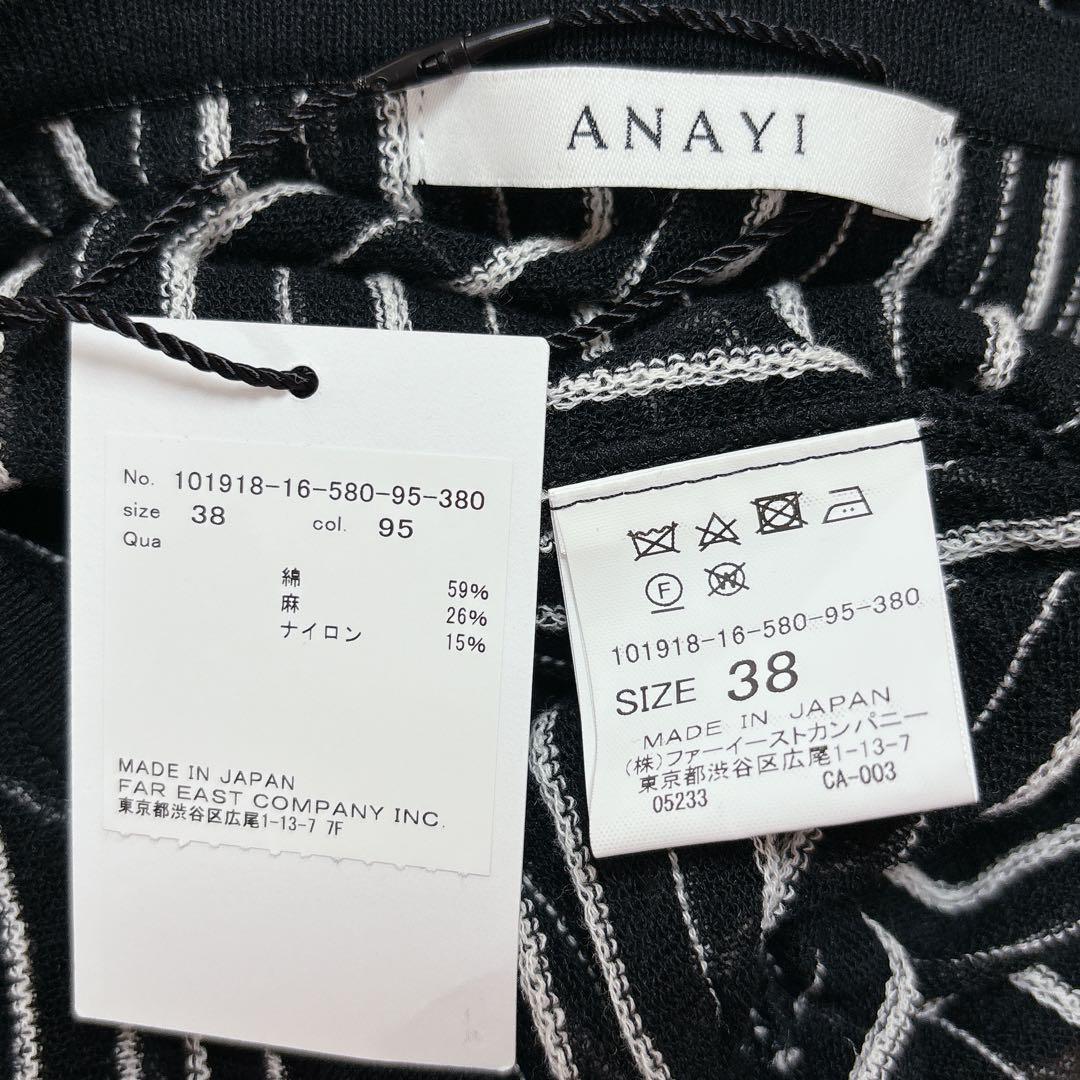 ANAYI
No. 101918-16-580-95-380
size 38 col. 95
Qua
綿 59%
麻 26%
ナイロン 15%
MADE IN JAPAN
FAR EAST COMPANY INC.
東京都渋谷区広尾1-13-7 7F
F
W
101918-16-580-95-380
SIZE 38
MADE IN JAPAN
(株)ファーイーストカンパニー
東京都渋谷区広尾1-13-7
05233 CA-003